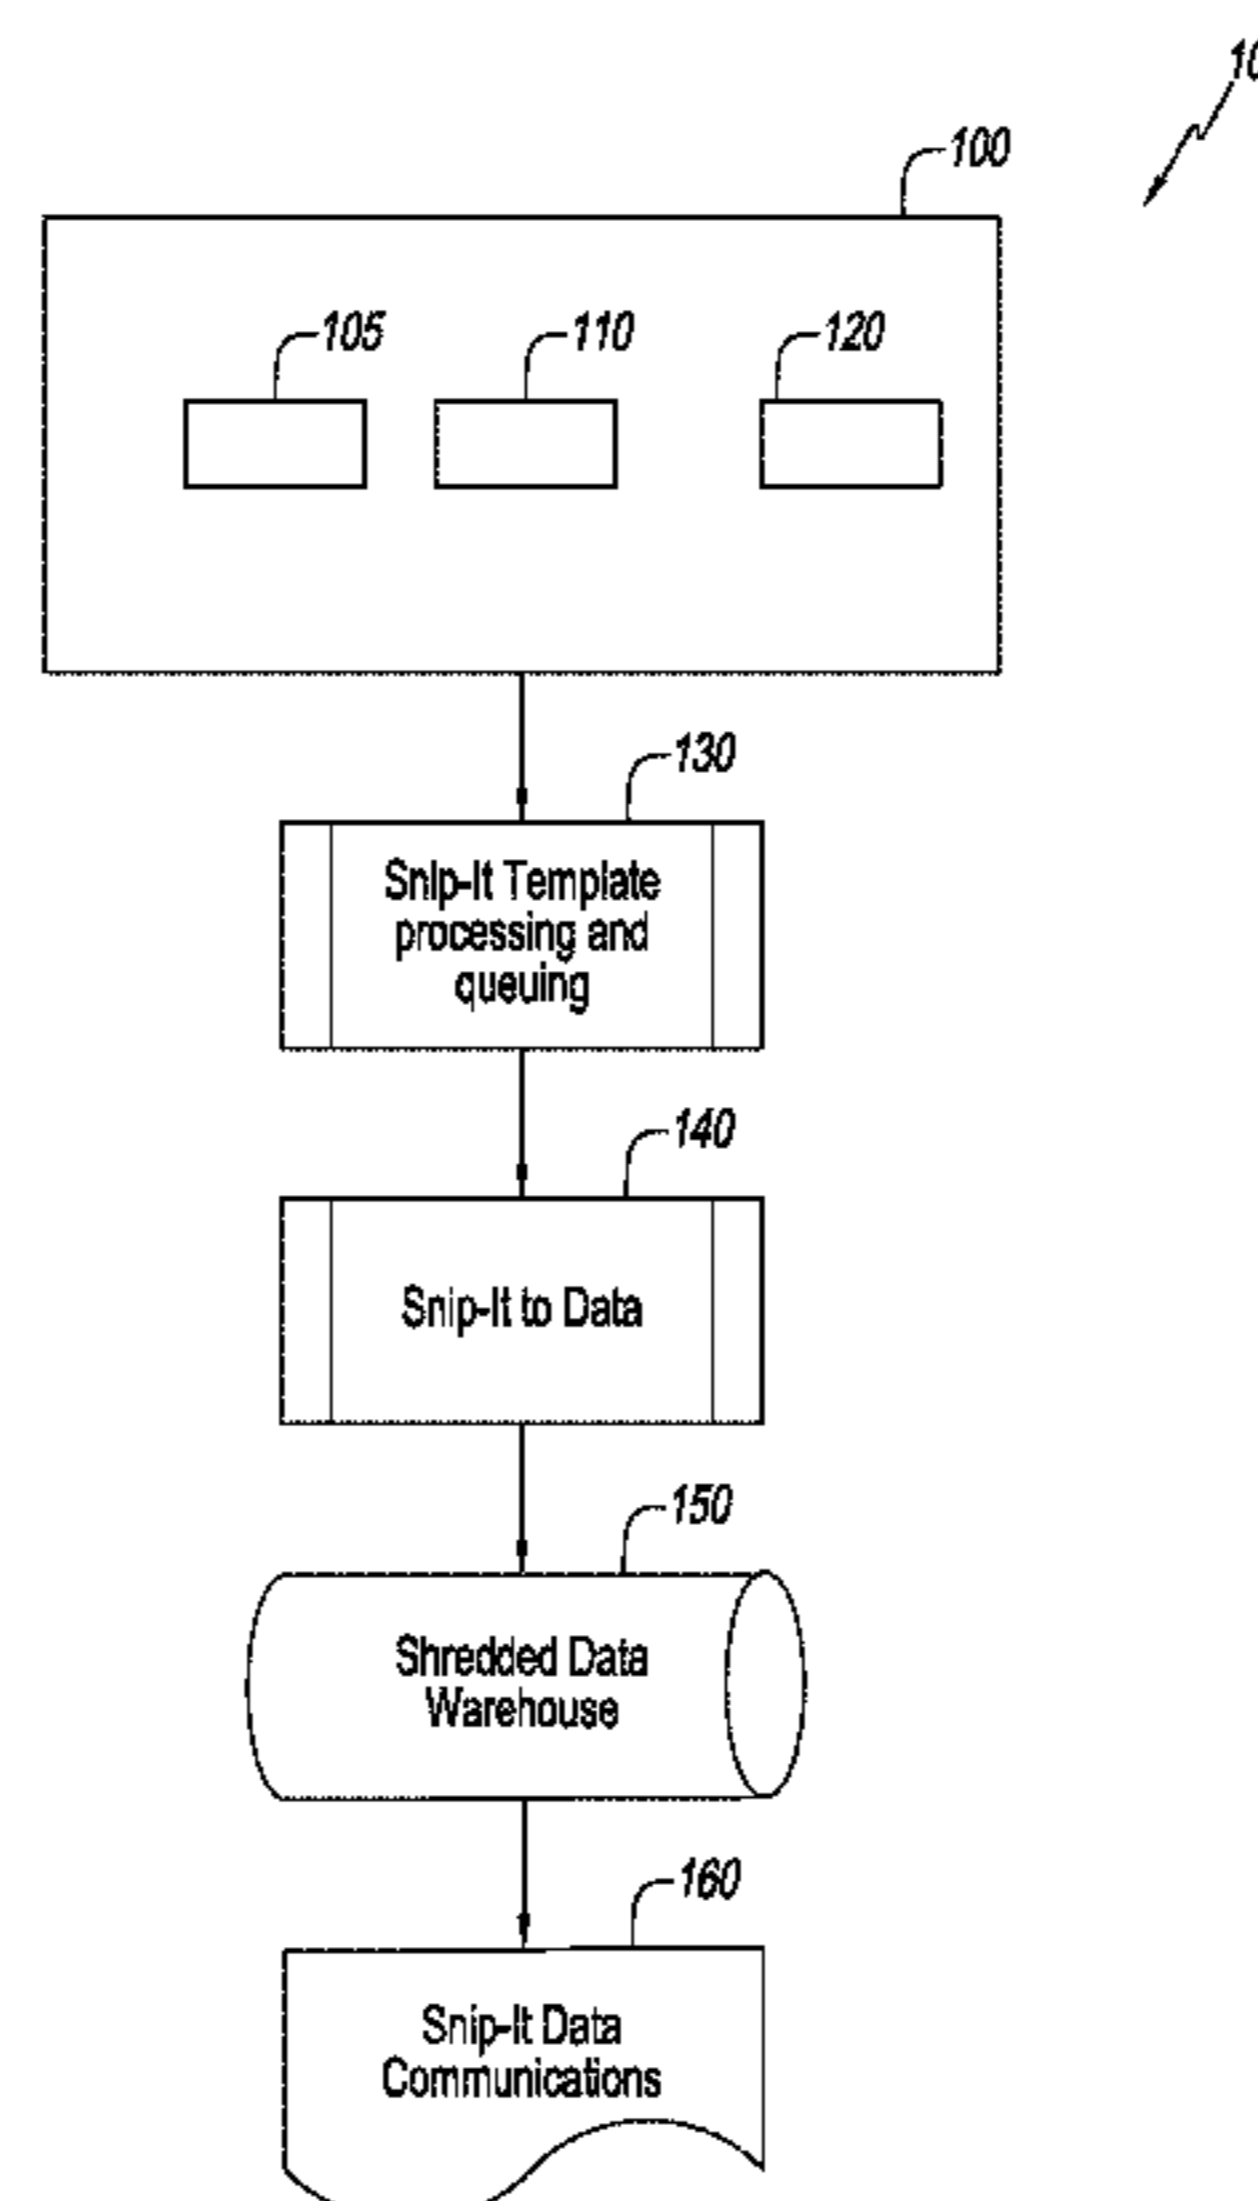 10
100
105
110
120
130
Snip-It Template
processing and
queuing
140
Snip-It to Data
150
Shredded Data
Warehouse
160
Snip-It Data
Communications